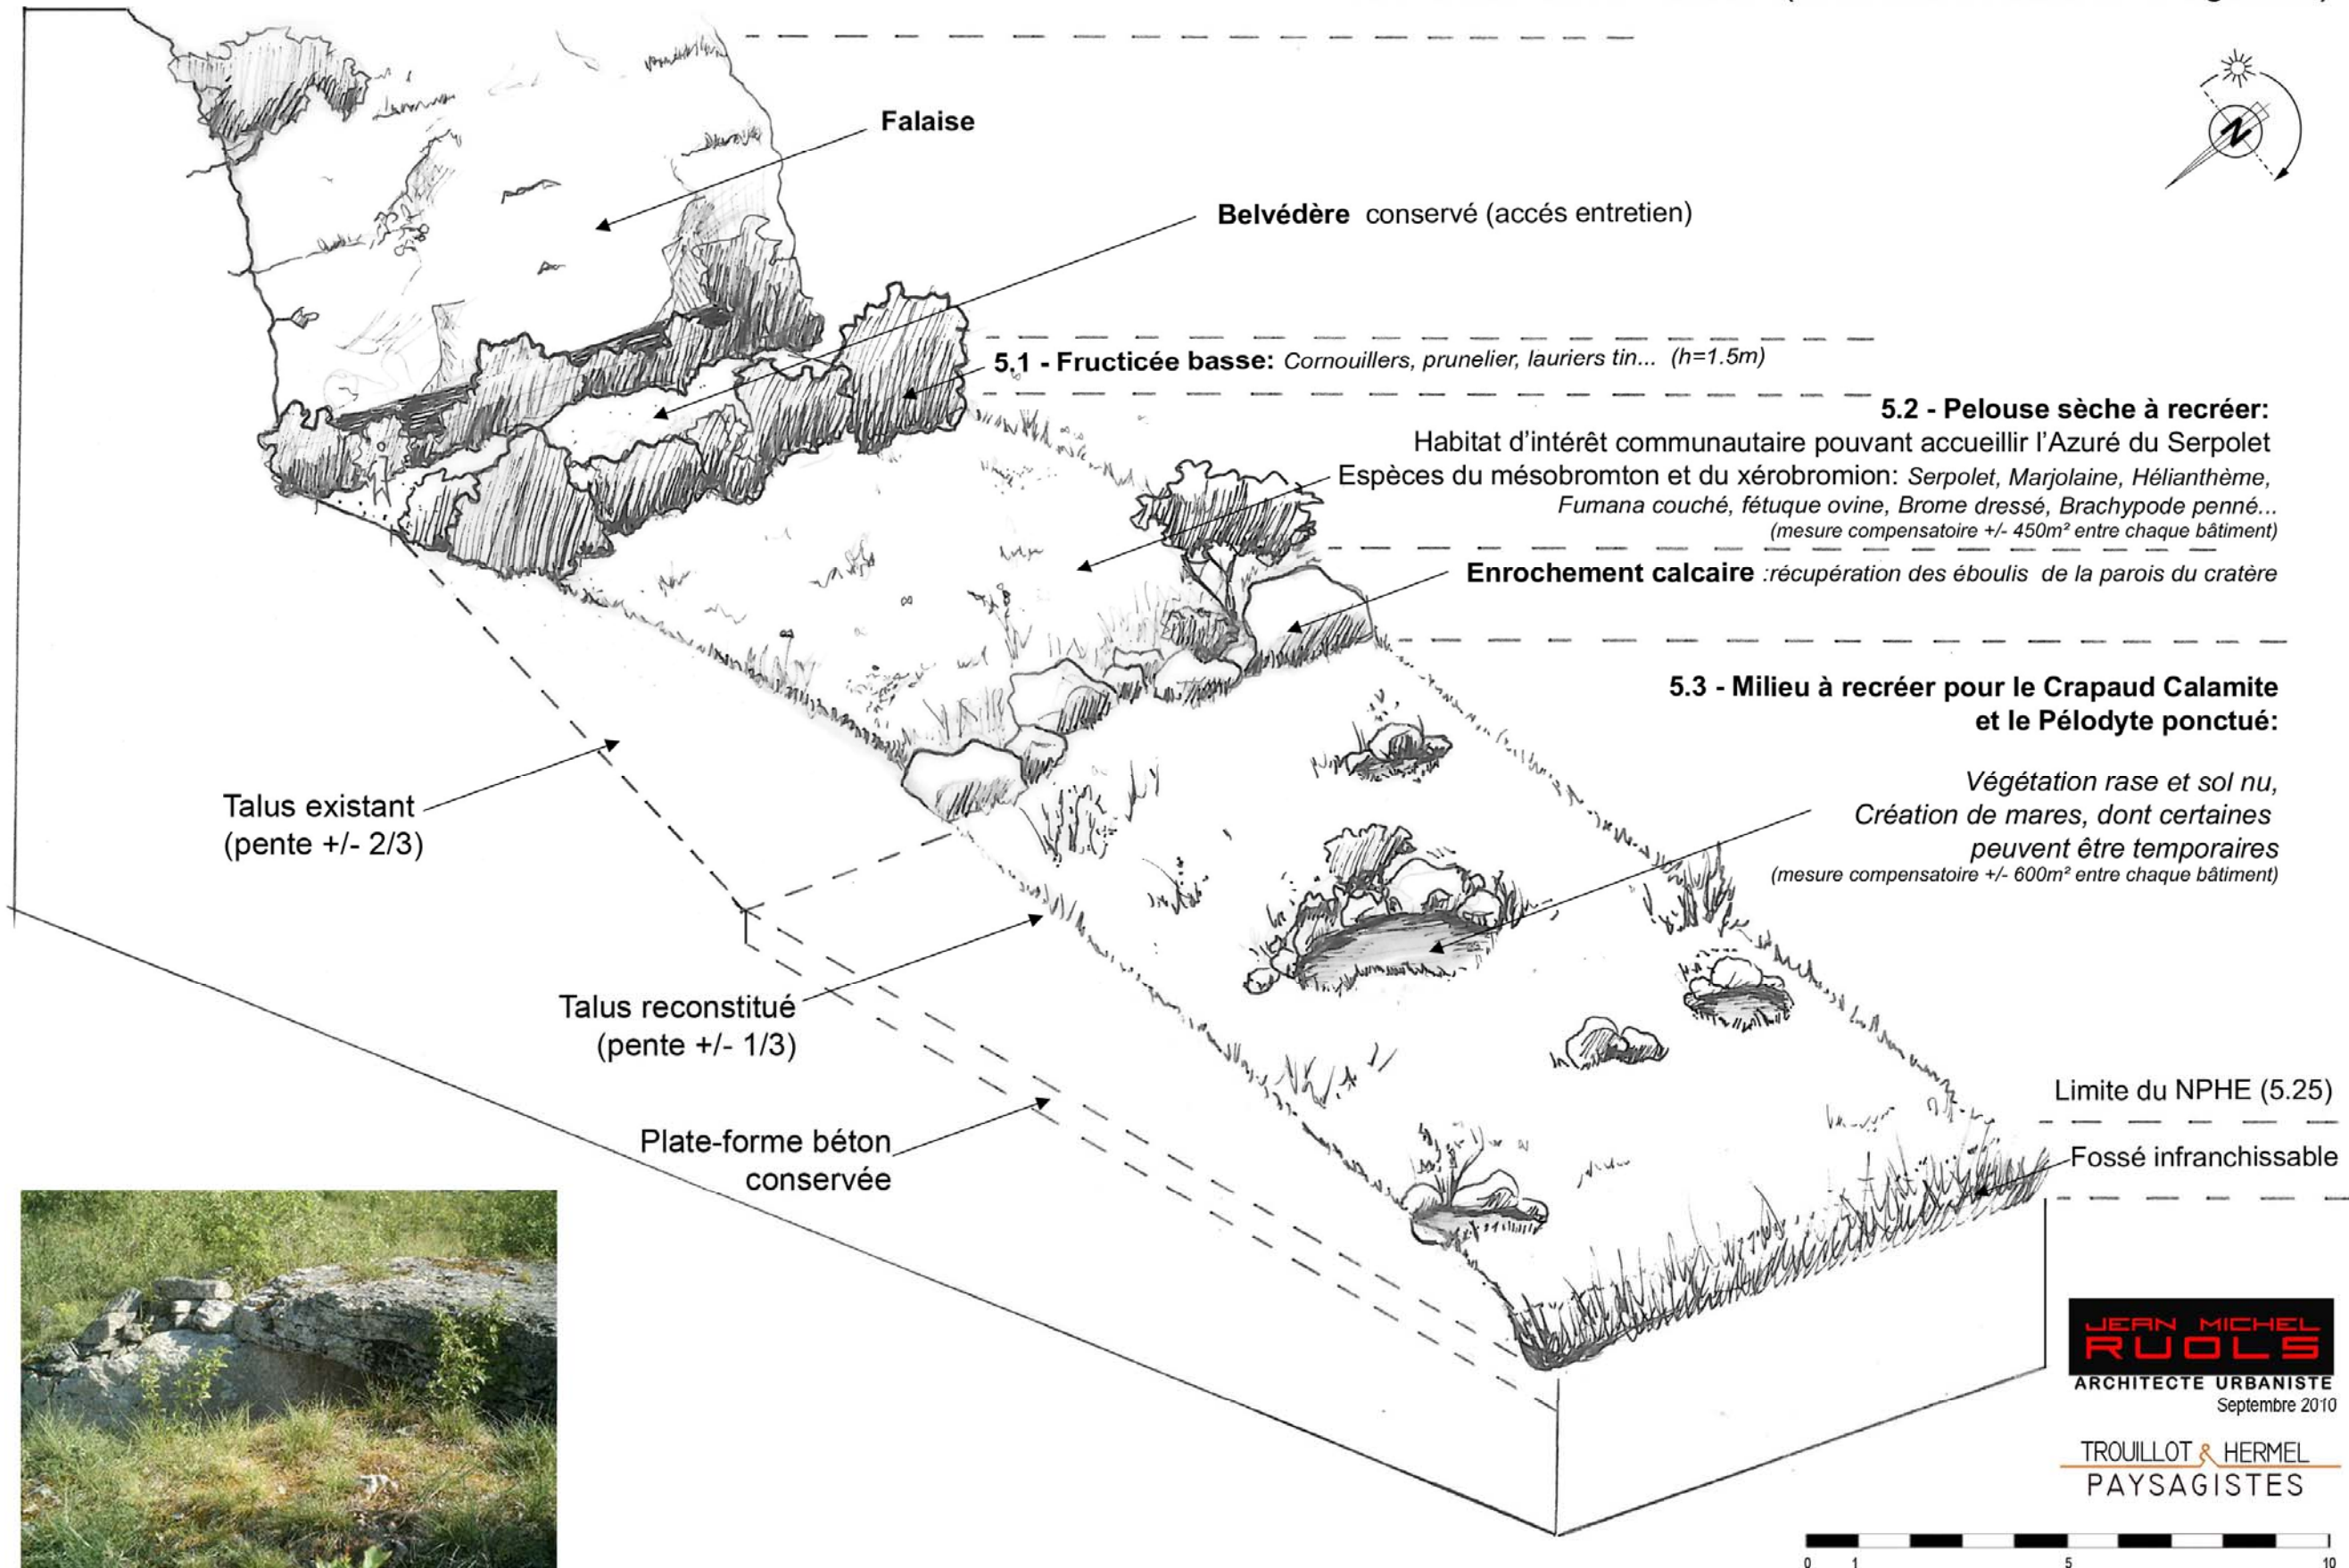 Falaise
Belvédère conservé (accés entretien)
5.1 - Fructicée basse: Cornouillers, prunelier, lauriers tin... (h=1.5m)
5.2 - Pelouse sèche à recréer:
Habitat d'intérêt communautaire pouvant accueillir l'Azuré du Serpolet
Espèces du mésobromton et du xérobromion: Serpolet, Marjolaine, Hélianthème,
Fumana couché, fétuque ovine, Brome dressé, Brachypode penné...
(mesure compensatoire +/- 450m² entre chaque bâtiment)
Enrochement calcaire :récupération des éboulis de la parois du cratère
5.3 - Milieu à recréer pour le Crapaud Calamite
et le Pélodyte ponctué:
Végétation rase et sol nu,
Création de mares, dont certaines
peuvent être temporaires
(mesure compensatoire +/- 600m² entre chaque bâtiment)
Talus existant
(pente +/- 2/3)
Talus reconstitué
(pente +/- 1/3)
Plate-forme béton
conservée
Limite du NPHE (5.25)
Fossé infranchissable
N
JEAN MICHEL
RUOLS
ARCHITECTE URBANISTE
Septembre 2010
TROUILLOT & HERMEL
PAYSAGISTES
0 1 5 10